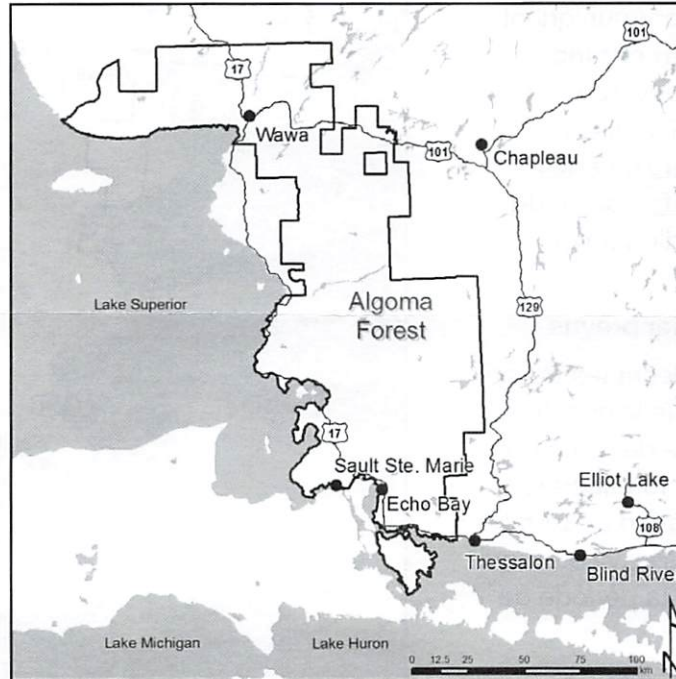 101
17
Wawa
101
Chapleau
Lake Superior
Algoma
Forest
129
17
Sault Ste. Marie
Echo Bay
Elliot Lake
108
Thessalon
Blind Rive
Lake Michigan
Lake Huron
0 12.5 25 50 75 100
km